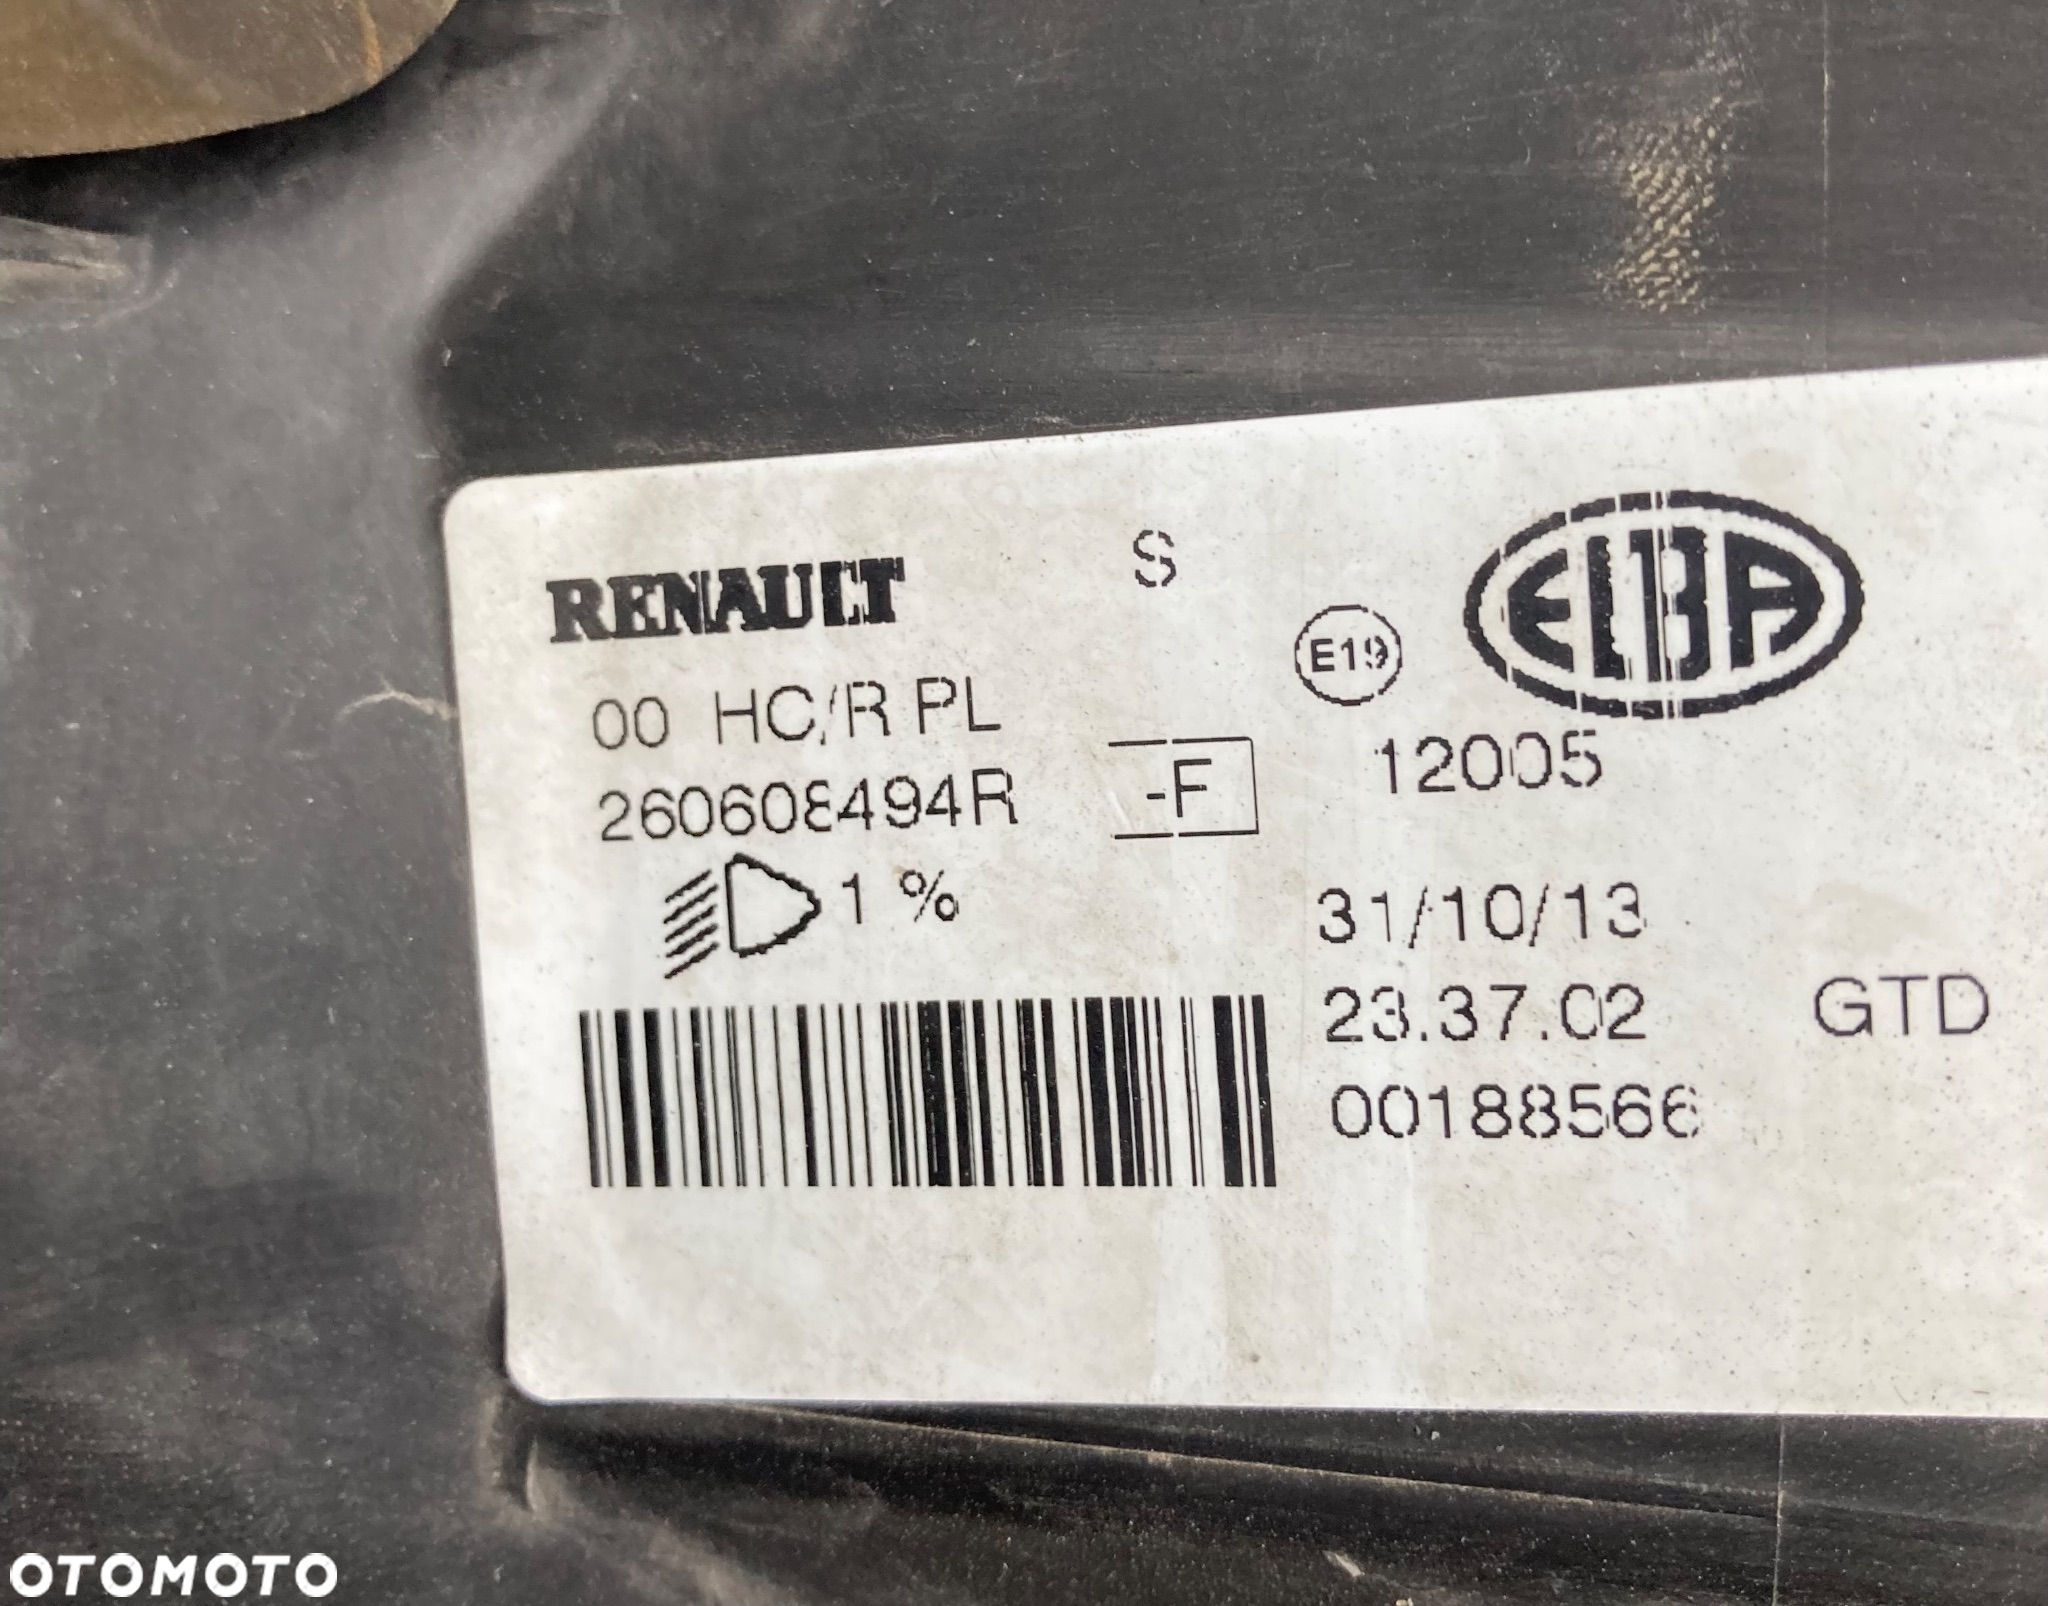 RENAULT S
E19 ELBA
00 HC/R PL
260608494R -F 12005
1 % 31/10/13
23.37.02 GTD
00188566
OTOMOTO